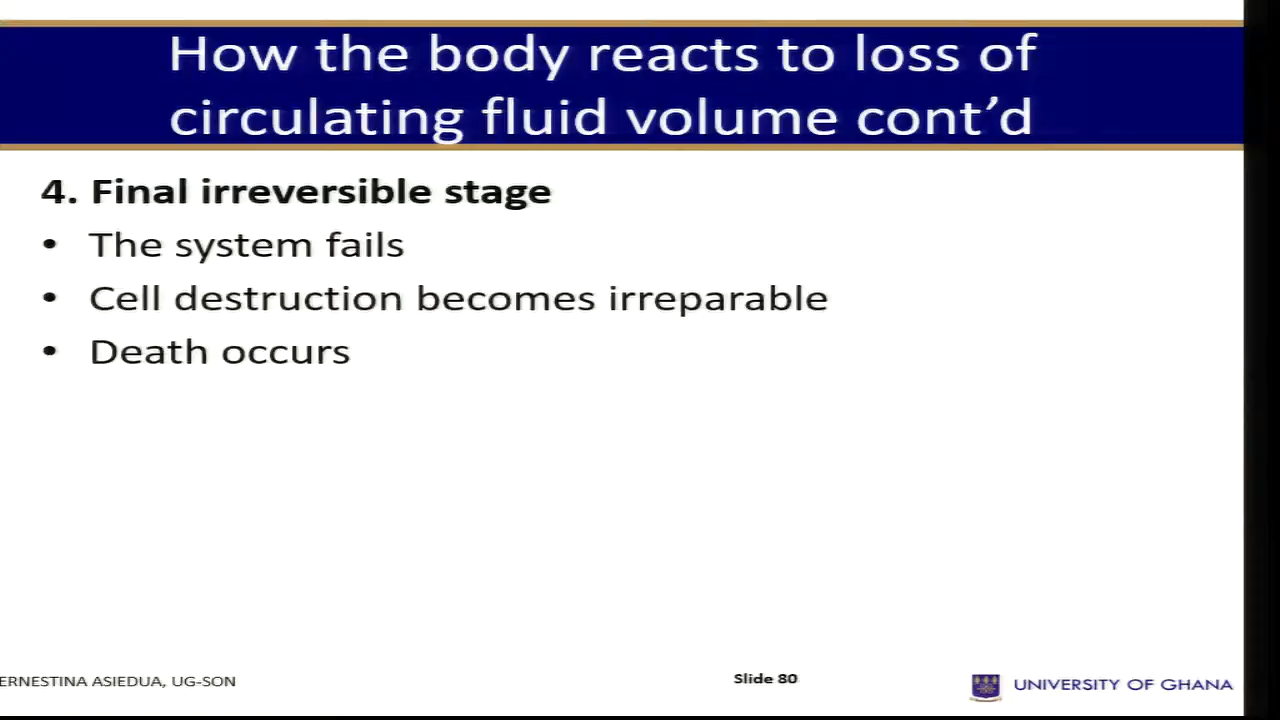 How the body reacts to loss of
circulating fluid volume cont’d
4. Final irreversible stage
• The system fails
• Cell destruction becomes irreparable
• Death occurs
ERNESTINA ASIEDUA, UG-SON
Slide 80
UNIVERSITY OF GHANA